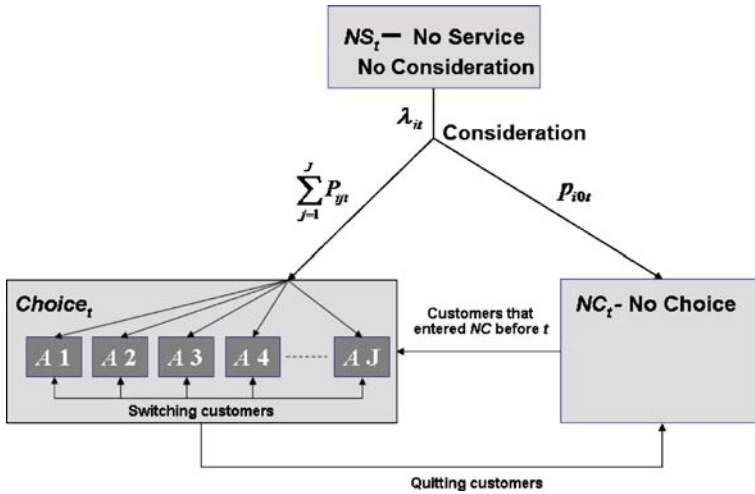 NSt — No Service
No Consideration
λit
Consideration
J
∑ Pijt
j=1
pi0t
Choicet
A 1 A 2 A 3 A 4 A J
Switching customers
Customers that
entered NC before t
NCt - No Choice
Quitting customers